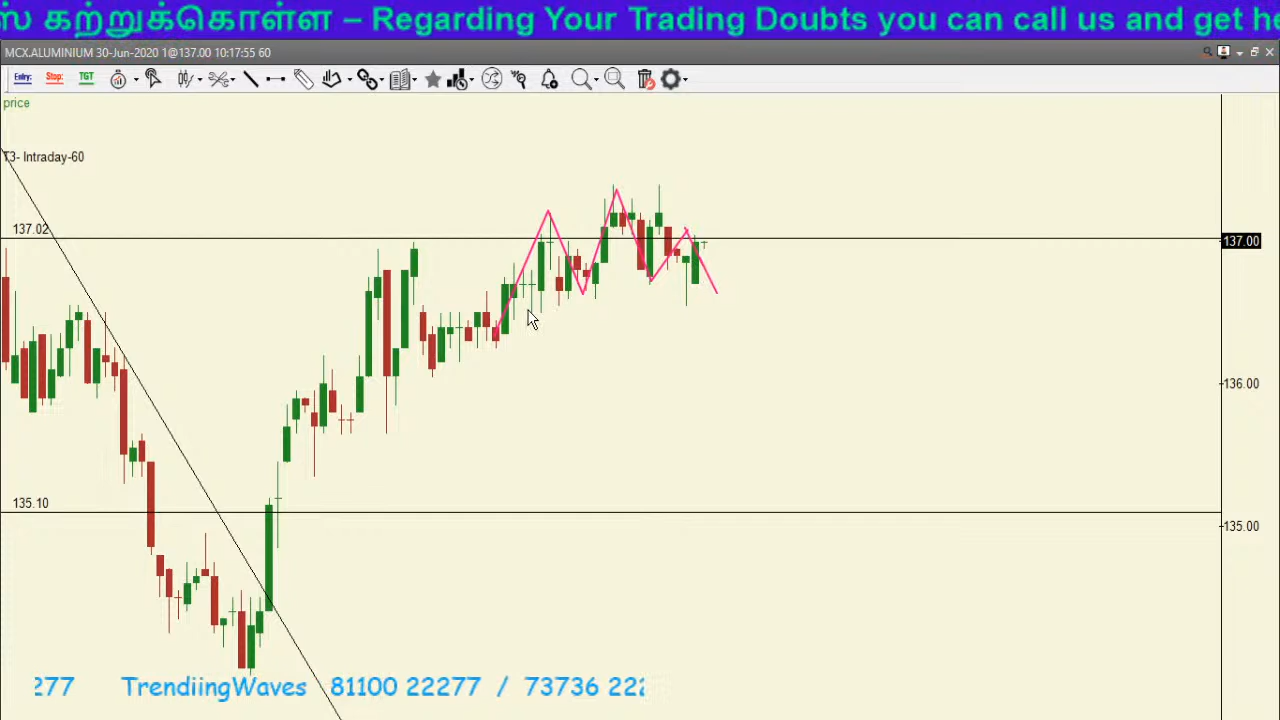 ஸ் கற்றுக்கொள்ள – Regarding Your Trading Doubts you can call us and get
MCX.ALUMINIUM 30-Jun-2020 1@137.00 10:17:55 60
Entry: Stop: TGT
price
T3- Intraday-60
137.02
137.00
136.00
135.10
135.00
277 TrendiingWaves 81100 22277 / 73736 222